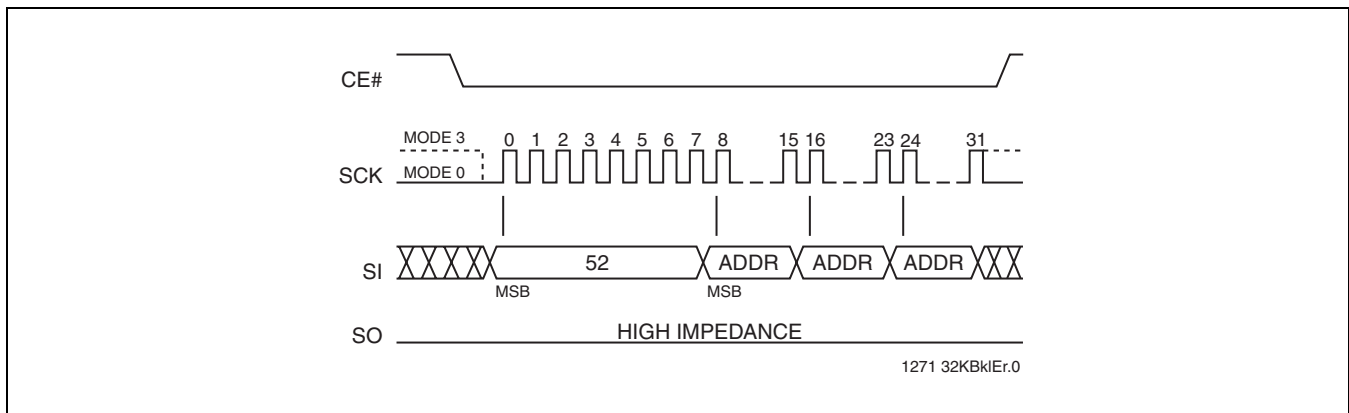 CE#
MODE 3 0 1 2 3 4 5 6 7 8 15 16 23 24 31
SCK MODE 0
SI 52 ADDR ADDR ADDR
MSB MSB
SO HIGH IMPEDANCE
1271 32KBklEr.0